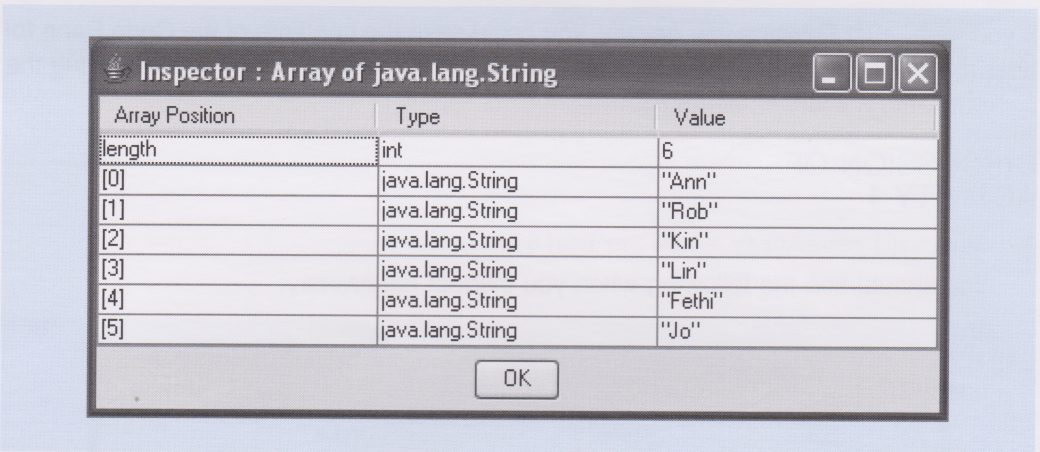 Inspector : Array of java.lang.String
Array Position Type Value
length int 6
[0] java.lang.String "Ann"
[1] java.lang.String "Rob"
[2] java.lang.String "Kin"
[3] java.lang.String "Lin"
[4] java.lang.String "Fethi"
[5] java.lang.String "Jo"
OK